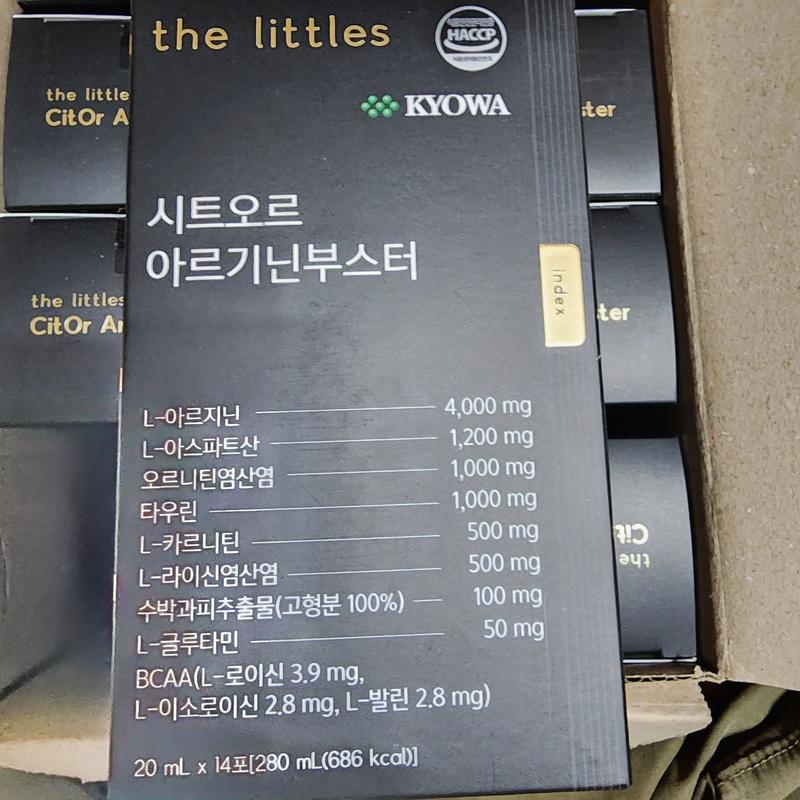 the littles
HACCP
KYOWA
the little
CitOr A
ster
시트오르
아르기닌부스터
index
the littles
CitOr Ar
ster
L-아르지닌 4,000 mg
L-아스파트산 1,200 mg
오르니틴염산염 1,000 mg
타우린 1,000 mg
L-카르니틴 500 mg
L-라이신염산염 500 mg
수박과피추출물(고형분 100%) 100 mg
L-글루타민 50 mg
BCAA(L-로이신 3.9 mg,
L-이소로이신 2.8 mg, L-발린 2.8 mg)
20 mL x 14포[280 mL(686 kcal)]
the
Cit